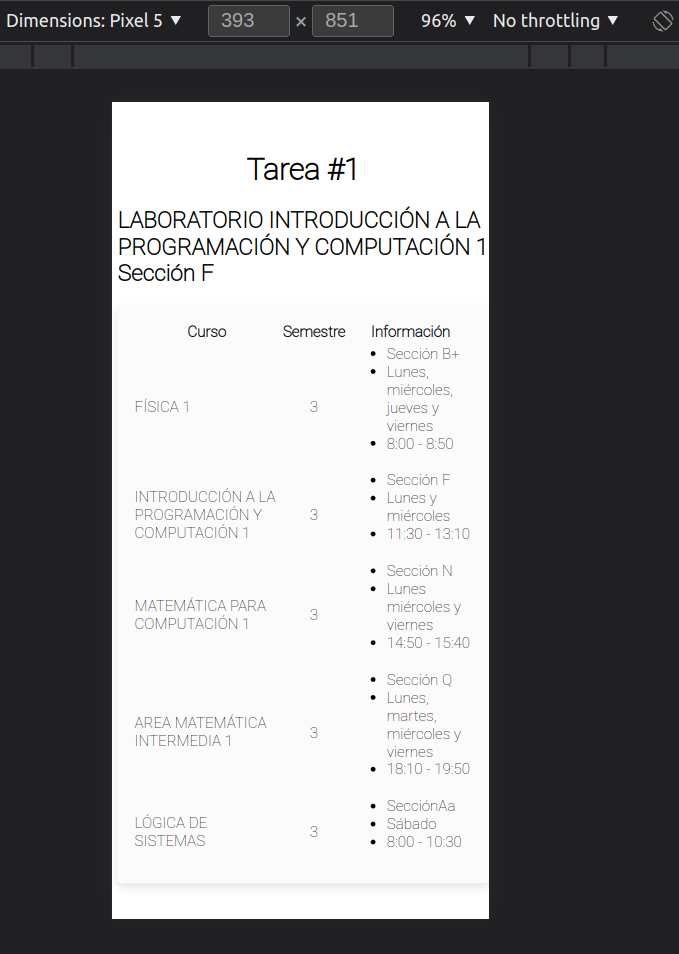 Dimensions: Pixel 5 ▼ 393 × 851 96% ▼ No throttling ▼
Tarea #1
LABORATORIO INTRODUCCIÓN A LA
PROGRAMACIÓN Y COMPUTACIÓN 1
Sección F
Curso Semestre Información
FÍSICA 1
3
Sección B+
Lunes,
miércoles,
jueves y
viernes
8:00 - 8:50
INTRODUCCIÓN A LA
PROGRAMACIÓN Y
COMPUTACIÓN 1
3
Sección F
Lunes y
miércoles
11:30 - 13:10
MATEMÁTICA PARA
COMPUTACIÓN 1
3
Sección N
Lunes
miércoles y
viernes
14:50 - 15:40
AREA MATEMÁTICA
INTERMEDIA 1
3
Sección Q
Lunes,
martes,
miércoles y
viernes
18:10 - 19:50
LÓGICA DE
SISTEMAS
3
SecciónAa
Sábado
8:00 - 10:30